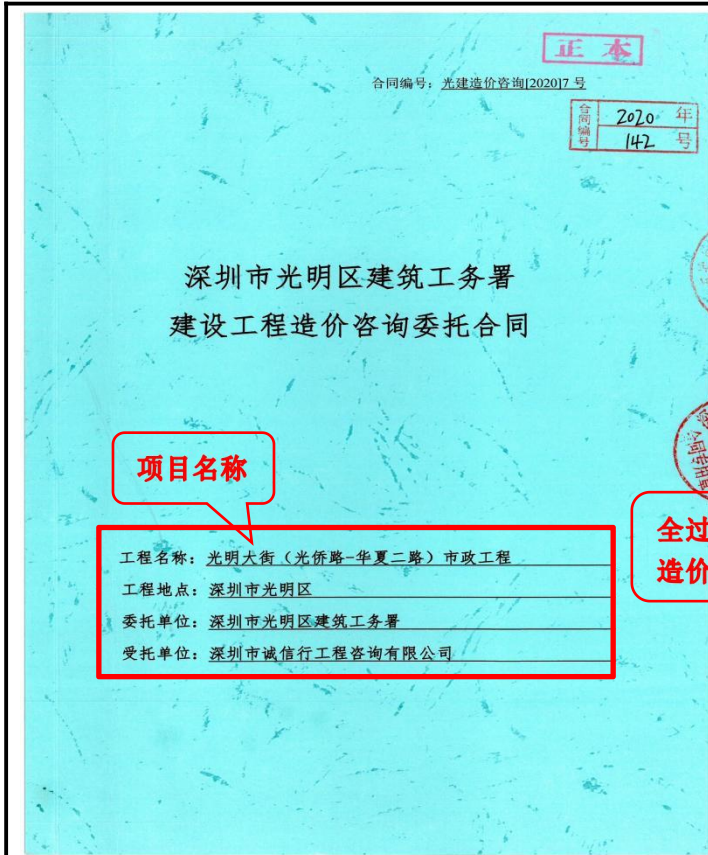 正 本
合同编号：光建造价咨询[2020]7 号
合同编号 2020 年
142 号
深圳市光明区建筑工务署
建设工程造价咨询委托合同
项目名称
合同专用章
全过
造价
工程名称：光明大街（光侨路-华夏二路）市政工程
工程地点：深圳市光明区
委托单位：深圳市光明区建筑工务署
受托单位：深圳市诚信行工程咨询有限公司